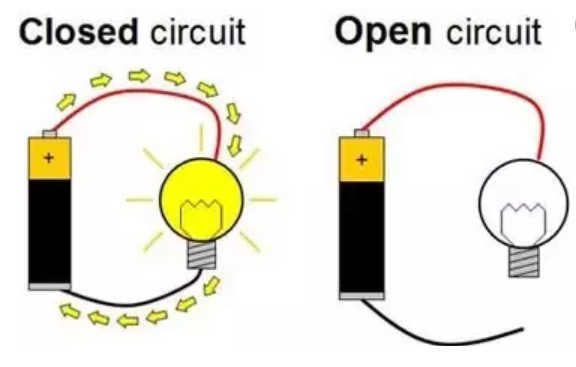 Closed circuit
Open circuit
+
+